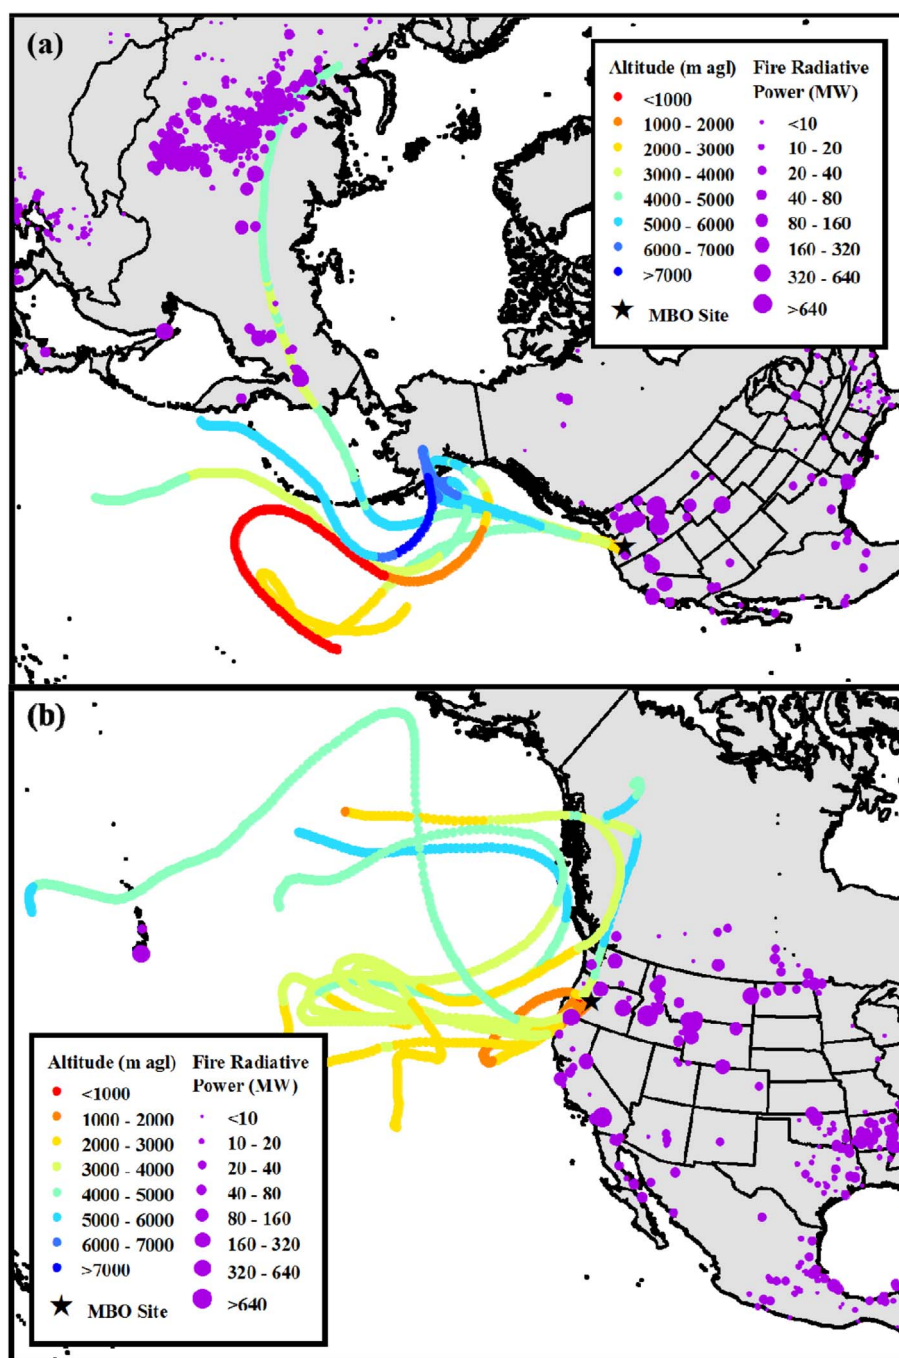 (a)
Altitude (m agl) Fire Radiative
Power (MW)
<1000 <10
1000 - 2000 10 - 20
2000 - 3000 20 - 40
3000 - 4000 40 - 80
4000 - 5000 80 - 160
5000 - 6000 160 - 320
6000 - 7000 320 - 640
>7000 >640
MBO Site
(b)
Altitude (m agl) Fire Radiative
Power (MW)
<1000 <10
1000 - 2000 10 - 20
2000 - 3000 20 - 40
3000 - 4000 40 - 80
4000 - 5000 80 - 160
5000 - 6000 160 - 320
6000 - 7000 320 - 640
>7000 >640
MBO Site